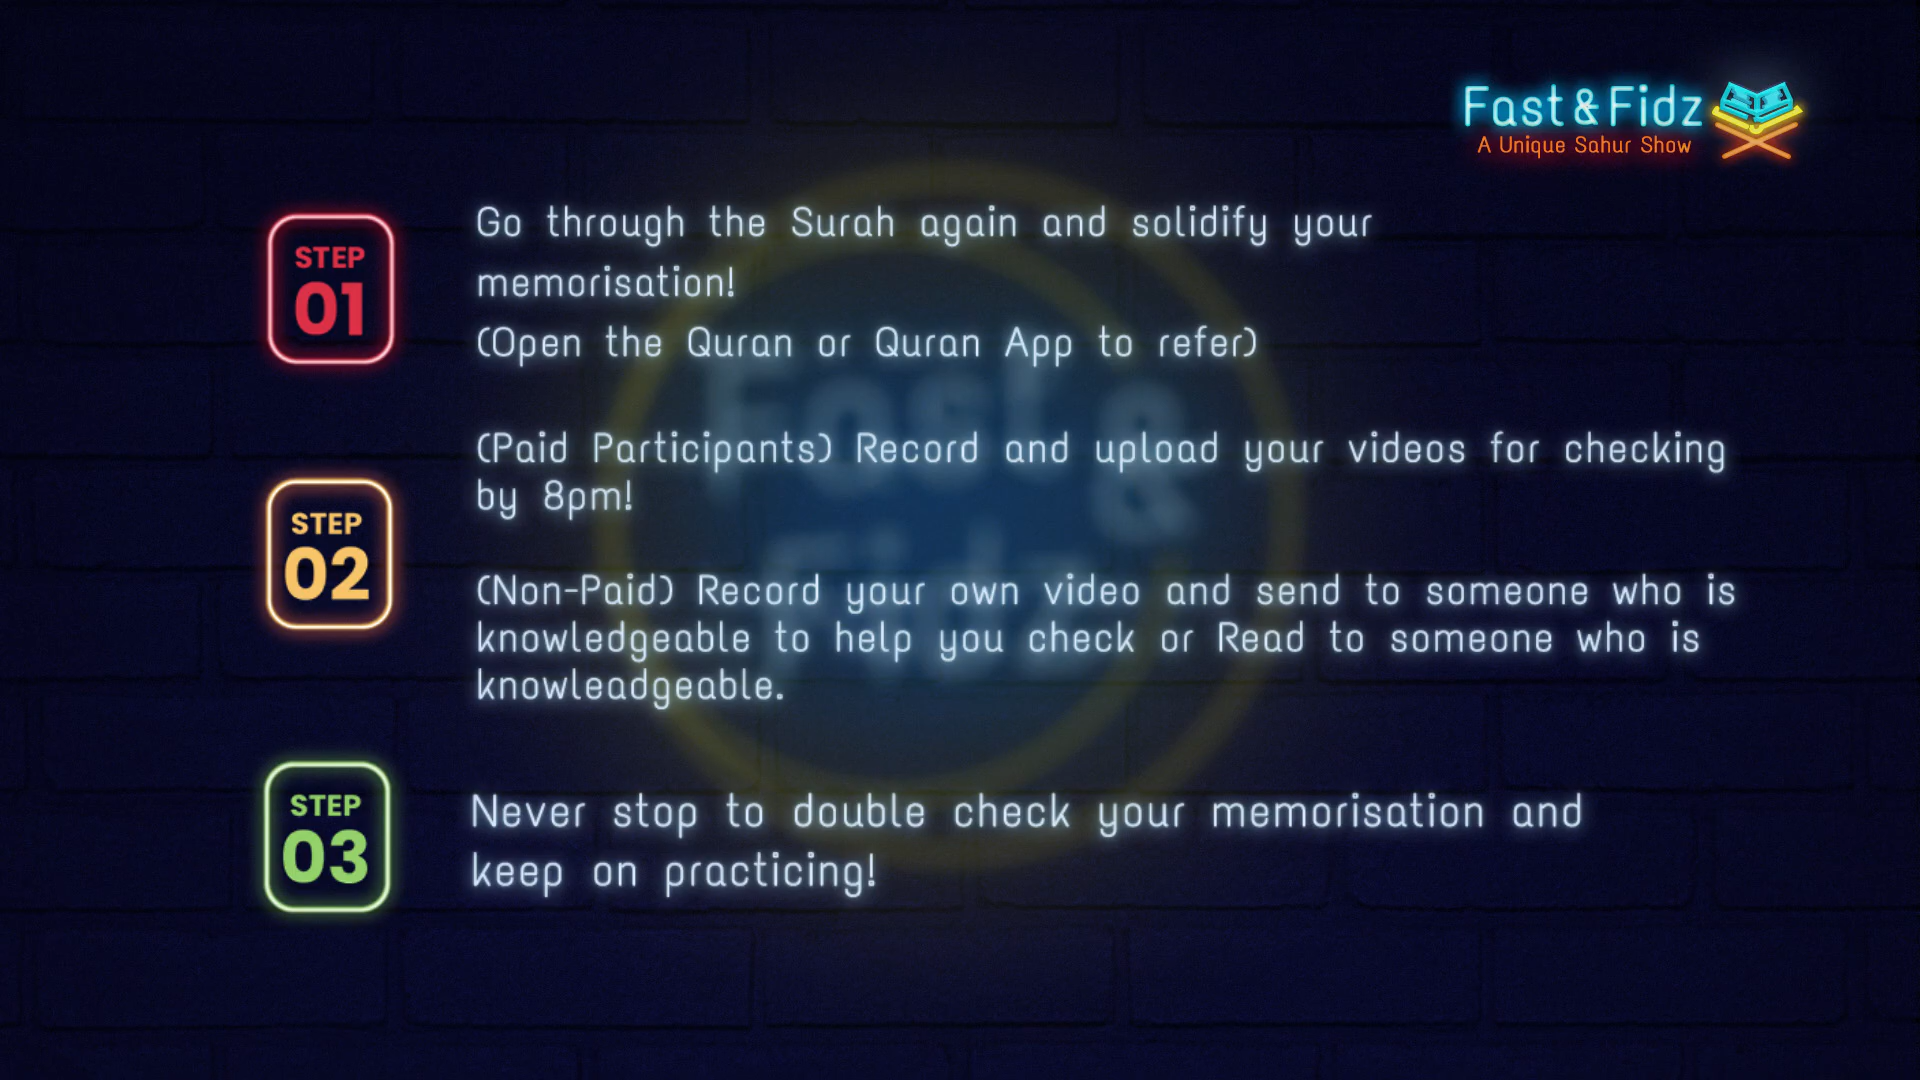 Fast & Fidz
A Unique Sahur Show
STEP
01
Go through the Surah again and solidify your
memorisation!
(Open the Quran or Quran App to refer)
STEP
02
(Paid Participants) Record and upload your videos for checking
by 8pm!
(Non-Paid) Record your own video and send to someone who is
knowledgeable to help you check or Read to someone who is
knowleadgeable.
STEP
03
Never stop to double check your memorisation and
keep on practicing!
Fast &
Fidz